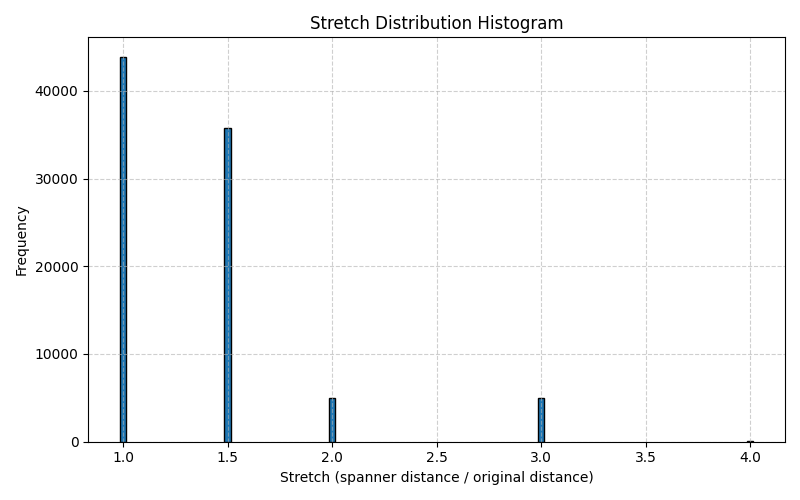 Stretch Distribution Histogram
Frequency
40000
30000
20000
10000
0
1.0 1.5 2.0 2.5 3.0 3.5 4.0
Stretch (spanner distance / original distance)